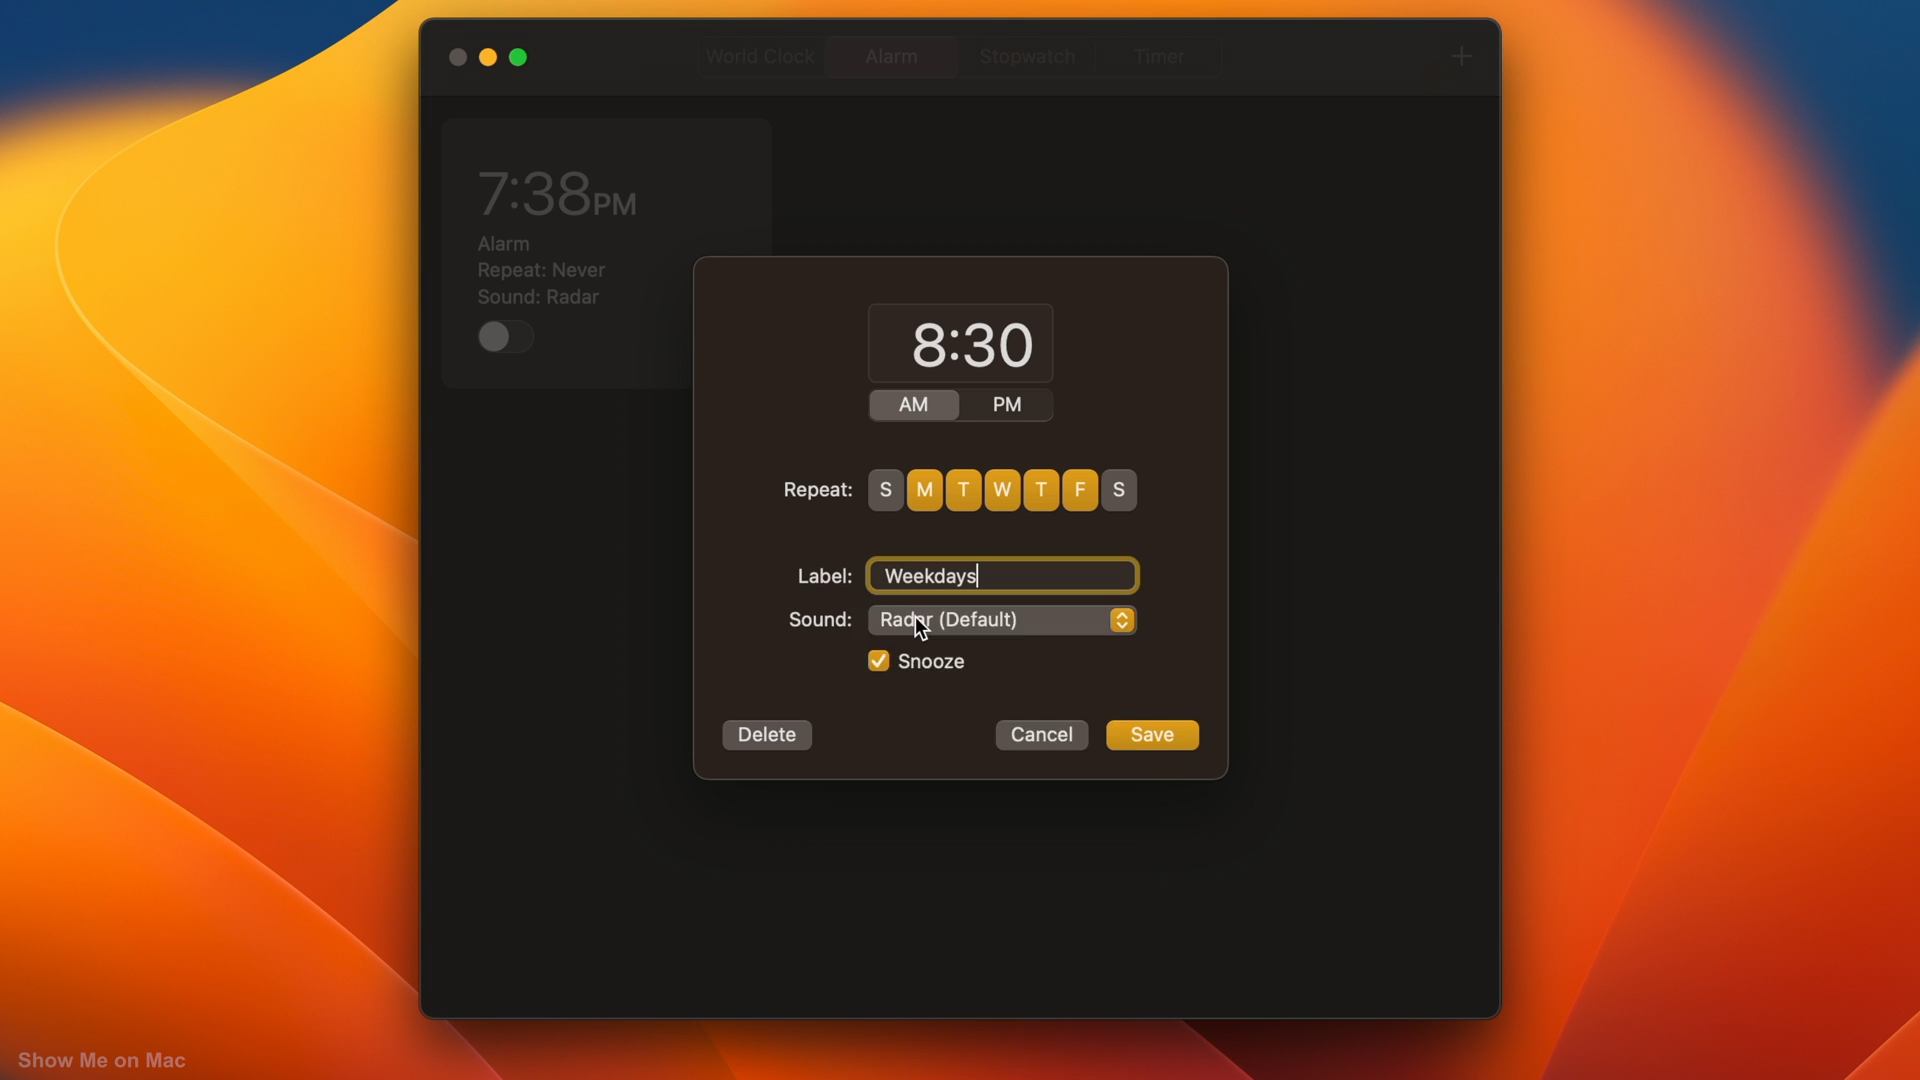 World Clock Alarm Stopwatch Timer +
7:38PM
Alarm
Repeat: Never
Sound: Radar
8:30
AM PM
Repeat: S M T W T F S
Label: Weekdays
Sound: Radar (Default)
Snooze
Delete Cancel Save
Show Me on Mac